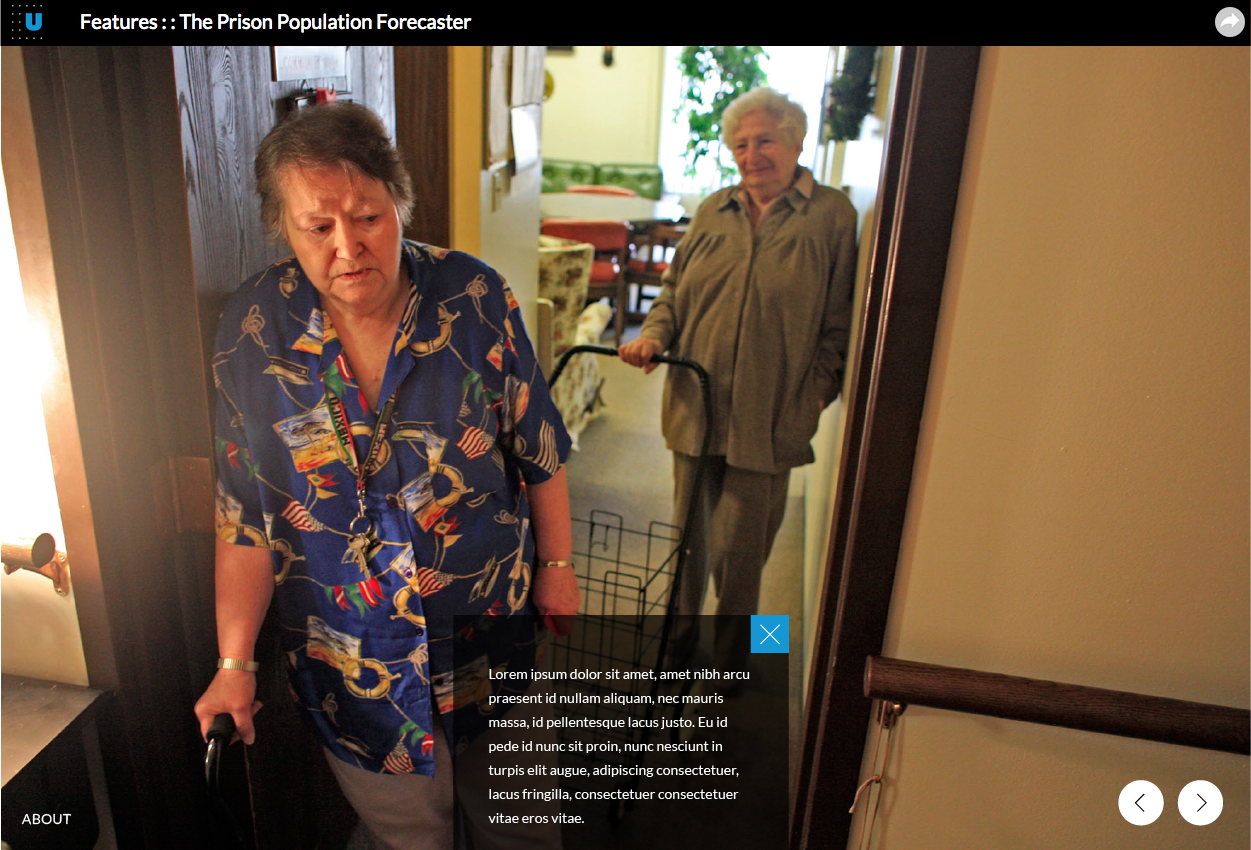 U
Features : : The Prison Population Forecaster
MEXICO
Lorem ipsum dolor sit amet, amet nibh arcu
praesent id nullam aliquam, nec mauris
massa, id pellentesque lacus justo. Eu id
pede id nunc sit proin, nunc nesciunt in
turpis elit augue, adipiscing consectetuer,
lacus fringilla, consectetuer consectetuer
vitae eros vitae.
ABOUT